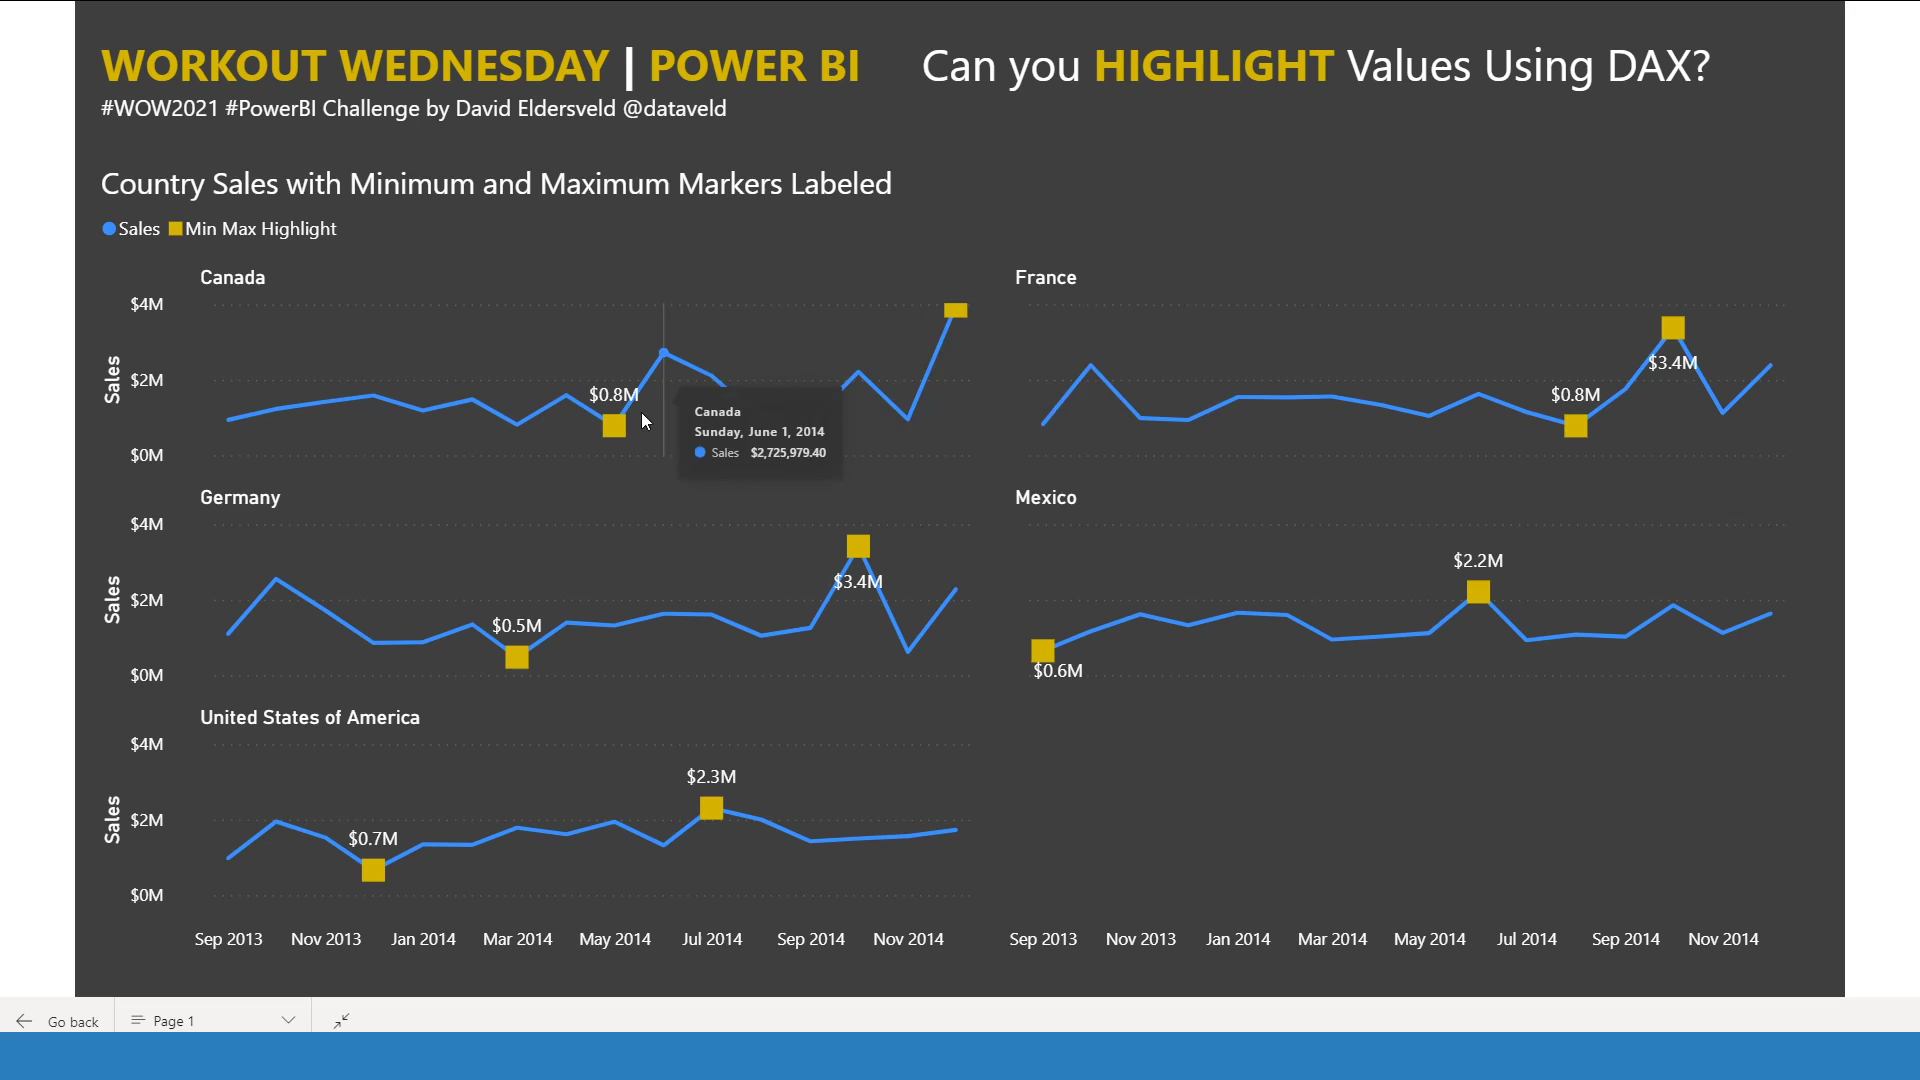 WORKOUT WEDNESDAY | POWER BI
Can you HIGHLIGHT Values Using DAX?
#WOW2021 #PowerBI Challenge by David Eldersveld @dataveld
Country Sales with Minimum and Maximum Markers Labeled
Sales Min Max Highlight
Canada
$4M
Sales
$2M
$0M
$0.8M
Canada
Sunday, June 1, 2014
Sales $2,725,979.40
France
$0.8M
$3.4M
Germany
$4M
Sales
$2M
$0M
$0.5M
$3.4M
Mexico
$0.6M
$2.2M
United States of America
$4M
Sales
$2M
$0M
$0.7M
$2.3M
Sep 2013 Nov 2013 Jan 2014 Mar 2014 May 2014 Jul 2014 Sep 2014 Nov 2014
Sep 2013 Nov 2013 Jan 2014 Mar 2014 May 2014 Jul 2014 Sep 2014 Nov 2014
Go back
Page 1